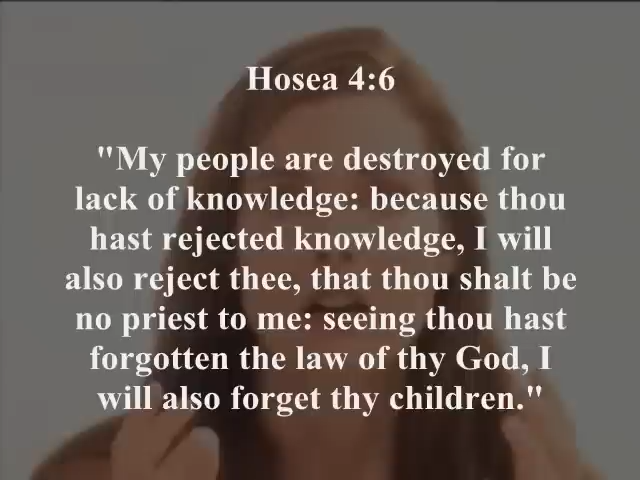 Hosea 4:6
"My people are destroyed for
lack of knowledge: because thou
hast rejected knowledge, I will
also reject thee, that thou shalt be
no priest to me: seeing thou hast
forgotten the law of thy God, I
will also forget thy children."